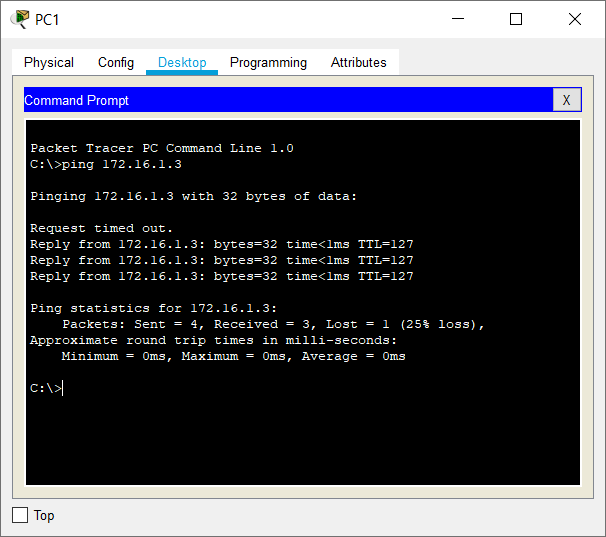 PC1
Physical Config Desktop Programming Attributes
Command Prompt X
Packet Tracer PC Command Line 1.0
C:\>ping 172.16.1.3
Pinging 172.16.1.3 with 32 bytes of data:
Request timed out.
Reply from 172.16.1.3: bytes=32 time<1ms TTL=127
Reply from 172.16.1.3: bytes=32 time<1ms TTL=127
Reply from 172.16.1.3: bytes=32 time<1ms TTL=127
Ping statistics for 172.16.1.3:
    Packets: Sent = 4, Received = 3, Lost = 1 (25% loss),
Approximate round trip times in milli-seconds:
    Minimum = 0ms, Maximum = 0ms, Average = 0ms
C:\>
Top